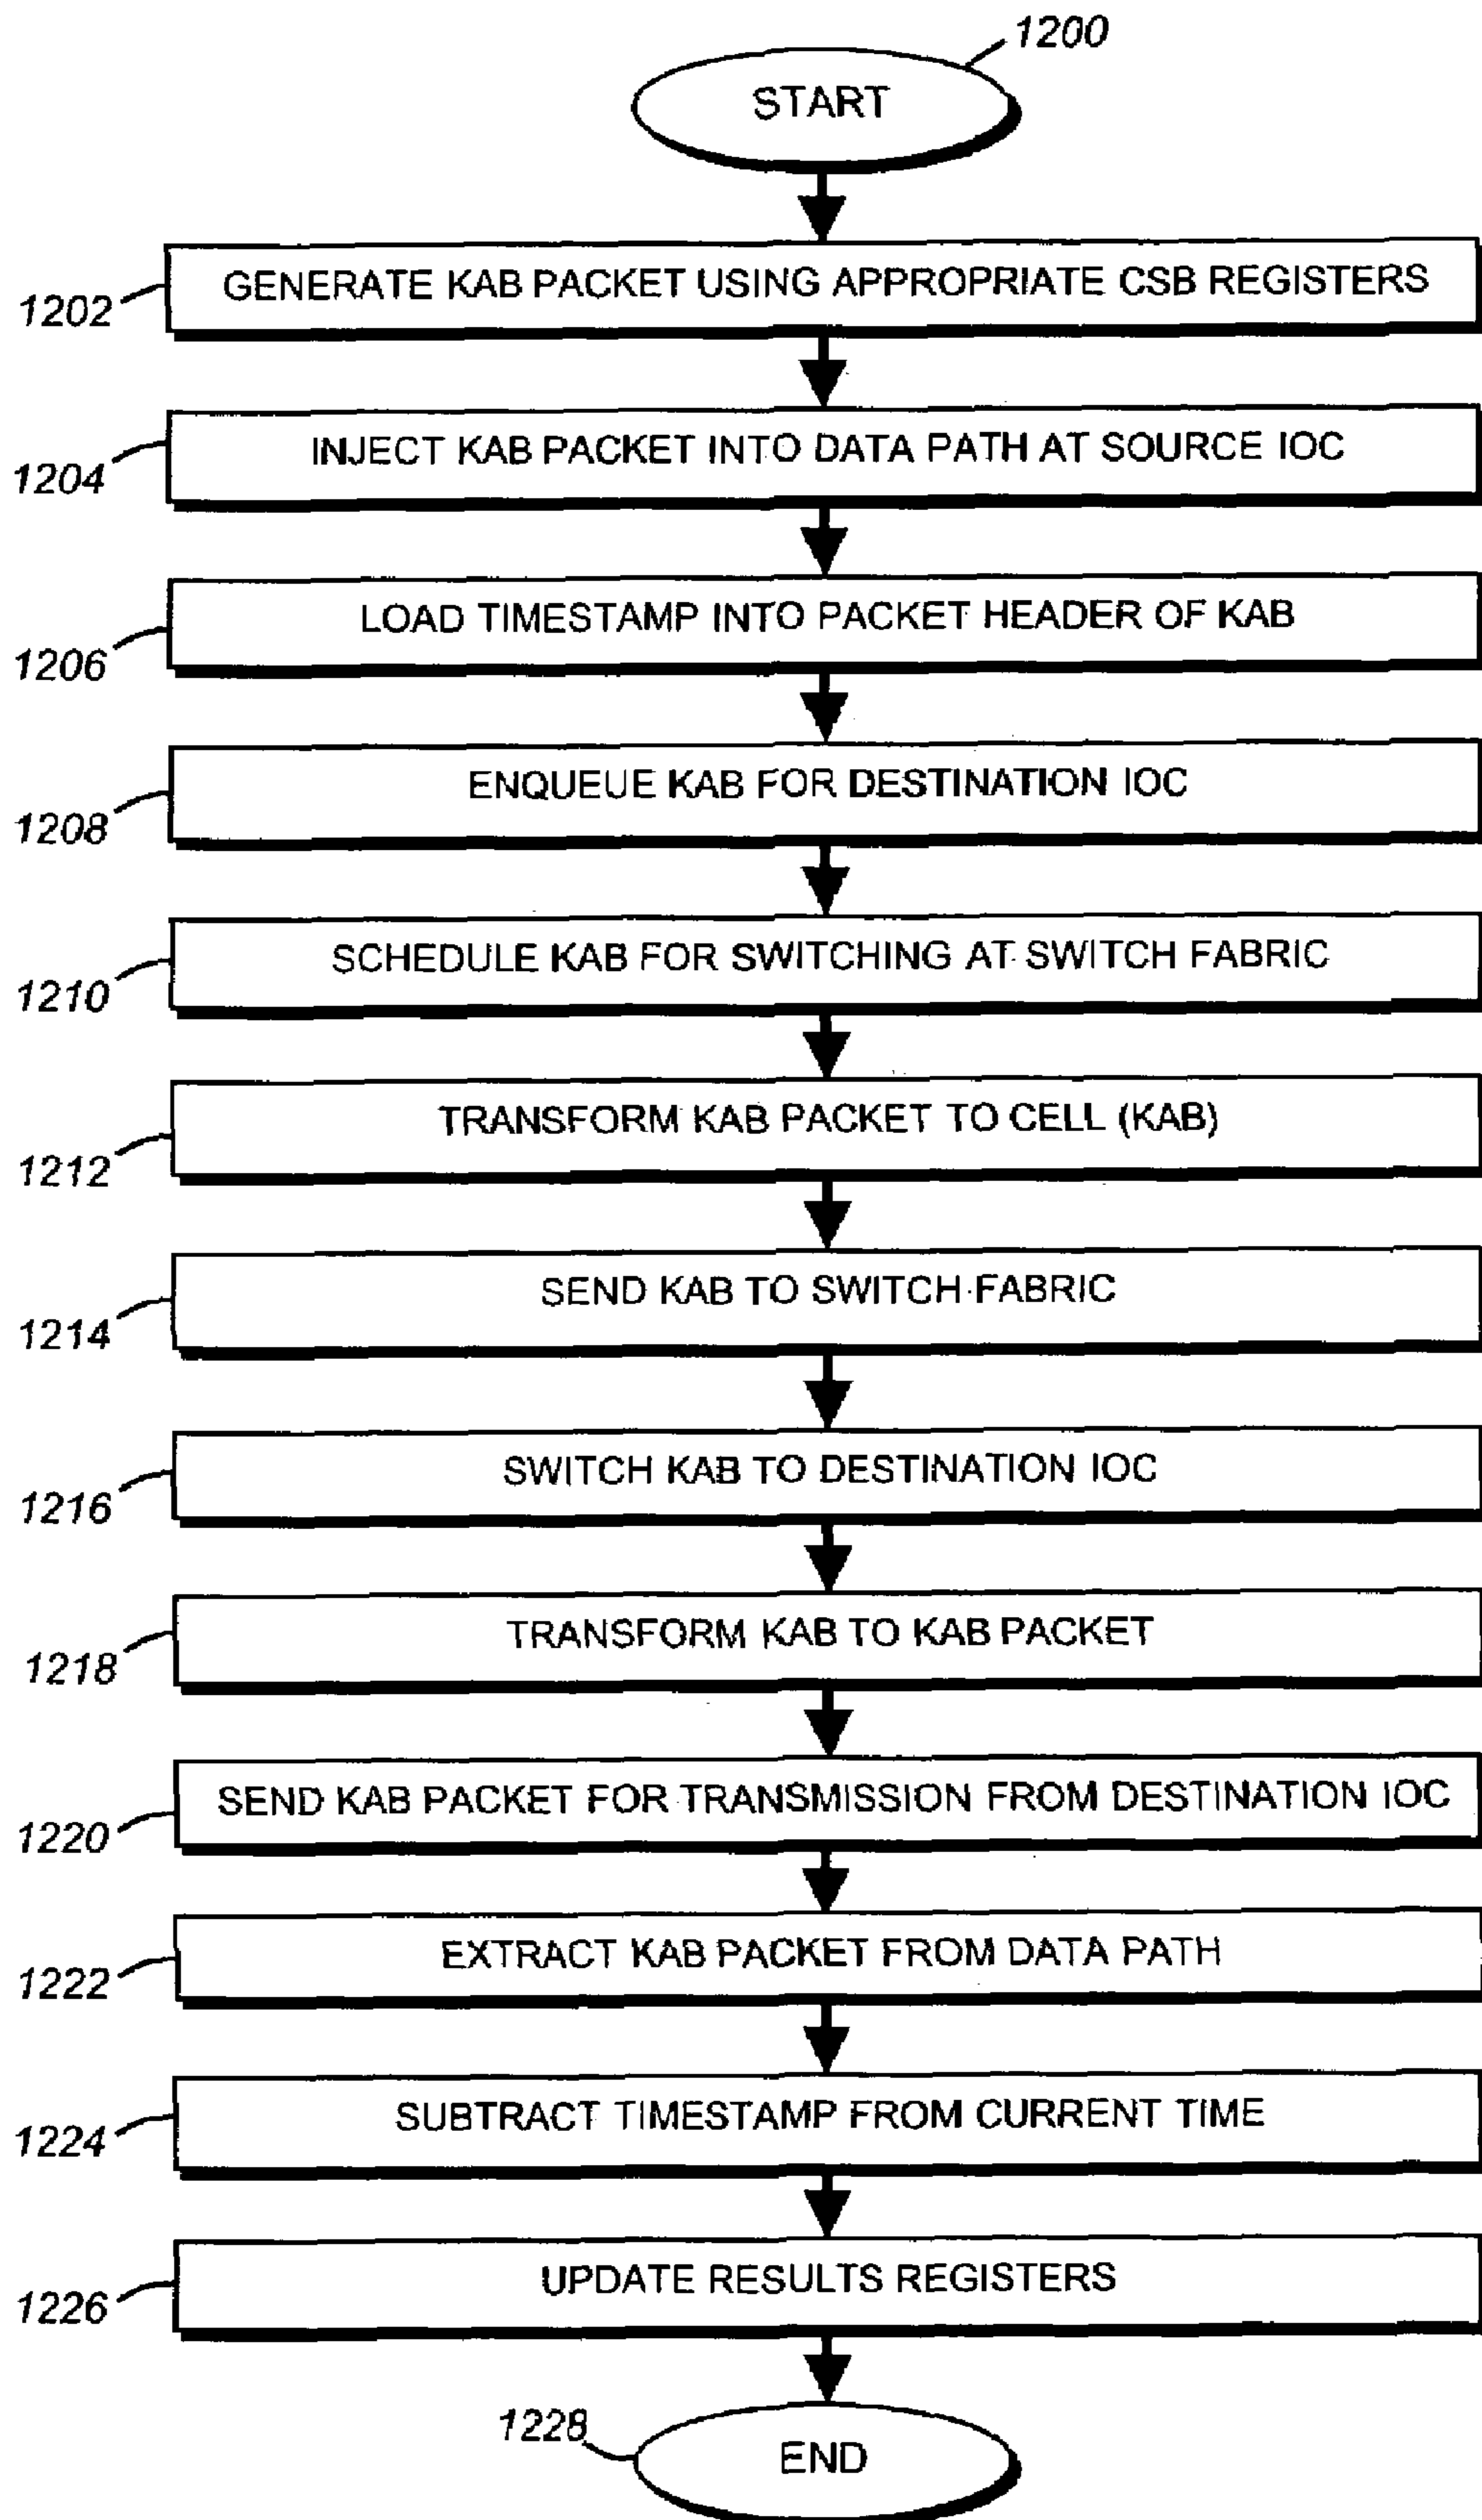 1200
START
1202
GENERATE KAB PACKET USING APPROPRIATE CSB REGISTERS
1204
INJECT KAB PACKET INTO DATA PATH AT SOURCE IOC
1206
LOAD TIMESTAMP INTO PACKET HEADER OF KAB
1208
ENQUEUE KAB FOR DESTINATION IOC
1210
SCHEDULE KAB FOR SWITCHING AT SWITCH FABRIC
1212
TRANSFORM KAB PACKET TO CELL (KAB)
1214
SEND KAB TO SWITCH FABRIC
1216
SWITCH KAB TO DESTINATION IOC
1218
TRANSFORM KAB TO KAB PACKET
1220
SEND KAB PACKET FOR TRANSMISSION FROM DESTINATION IOC
1222
EXTRACT KAB PACKET FROM DATA PATH
1224
SUBTRACT TIMESTAMP FROM CURRENT TIME
1226
UPDATE RESULTS REGISTERS
1228
END